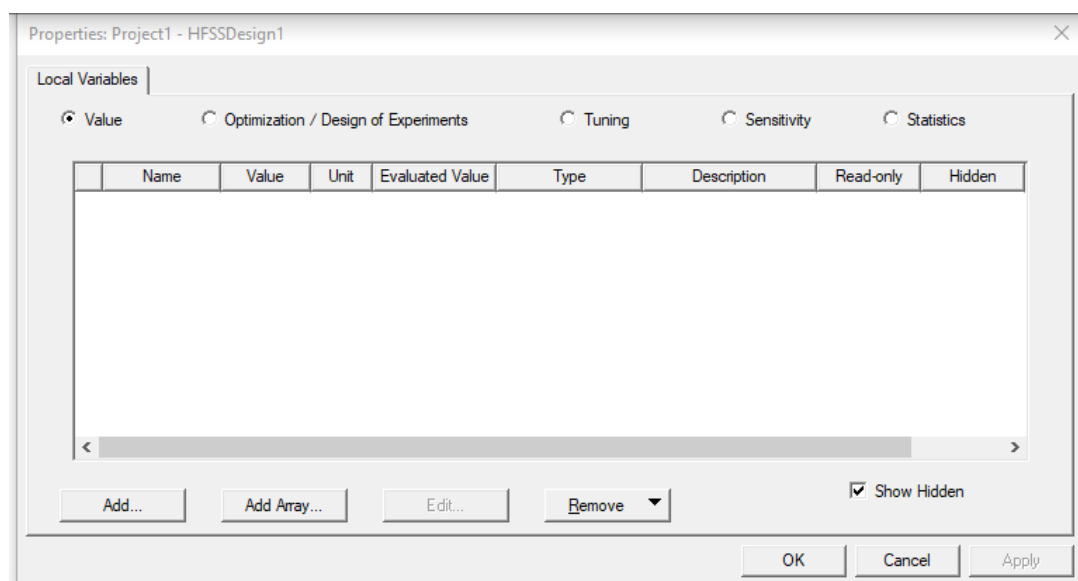 Properties: Project1 - HFSSDesign1
Local Variables
Value Optimization / Design of Experiments Tuning Sensitivity Statistics
Name Value Unit Evaluated Value Type Description Read-only Hidden
Show Hidden
Add... Add Array... Edit... Remove
OK Cancel Apply